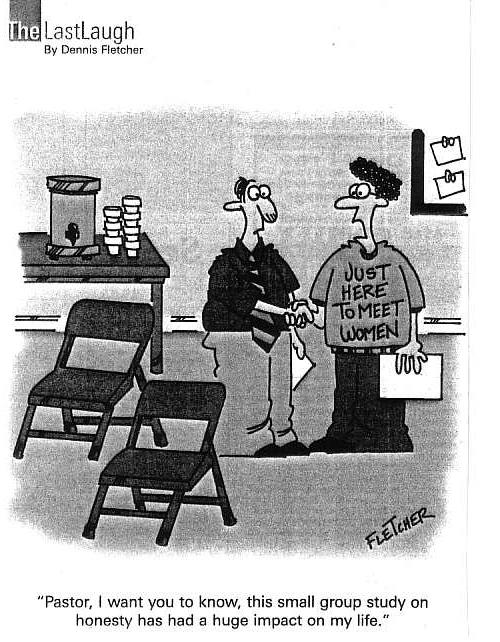 The LastLaugh
By Dennis Fletcher
JUST
HERE
TO MEET
WOMEN
FLETCHER
"Pastor, I want you to know, this small group study on
honesty has had a huge impact on my life."